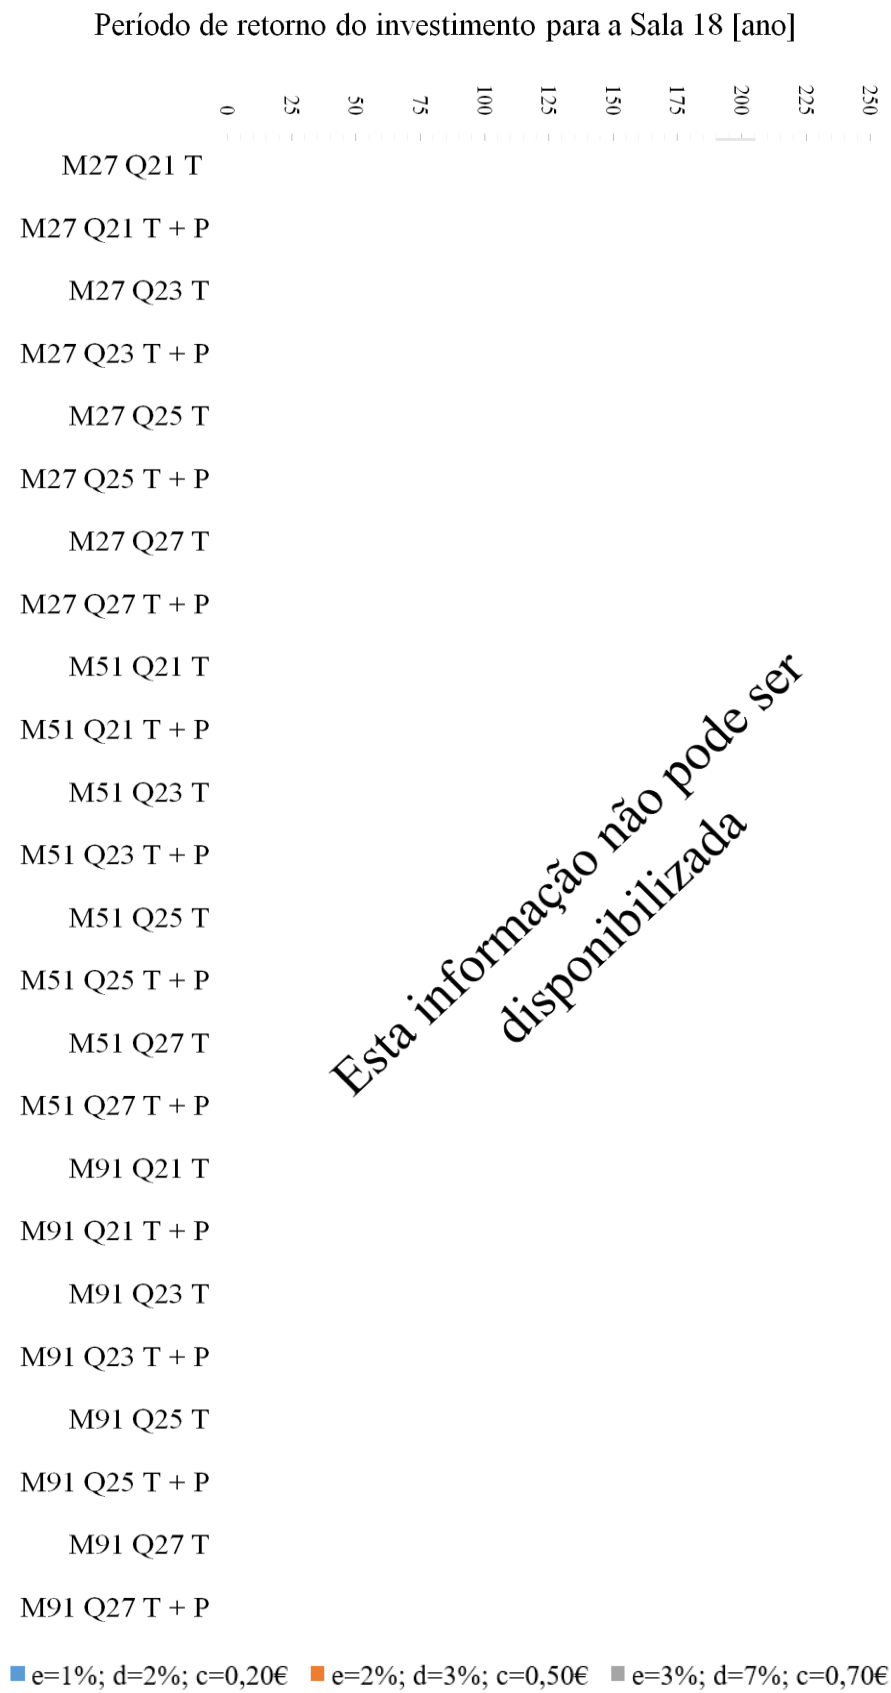 Período de retorno do investimento para a Sala 18 [ano]
0 25 50 75 100 125 150 175 200 225 250
M27 Q21 T
M27 Q21 T + P
M27 Q23 T
M27 Q23 T + P
M27 Q25 T
M27 Q25 T + P
M27 Q27 T
M27 Q27 T + P
M51 Q21 T
M51 Q21 T + P
M51 Q23 T
M51 Q23 T + P
M51 Q25 T
M51 Q25 T + P
M51 Q27 T
M51 Q27 T + P
M91 Q21 T
M91 Q21 T + P
M91 Q23 T
M91 Q23 T + P
M91 Q25 T
M91 Q25 T + P
M91 Q27 T
M91 Q27 T + P
Esta informação não pode ser
disponibilizada
e=1%; d=2%; c=0,20€ e=2%; d=3%; c=0,50€ e=3%; d=7%; c=0,70€